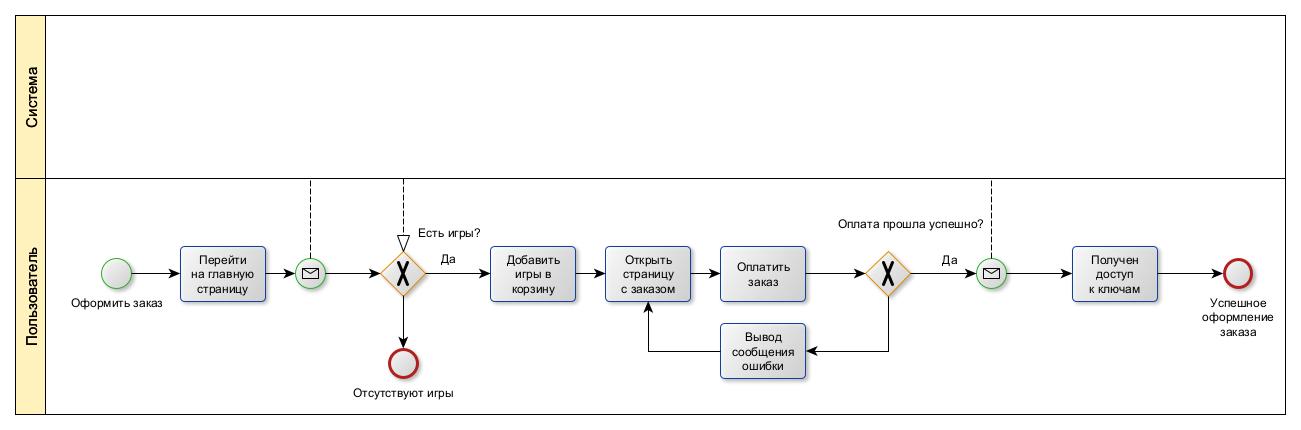 Система
Пользователь
Оформить заказ
Перейти
на главную
страницу
Есть игры?
Да
Отсутствуют игры
Добавить
игры в
корзину
Открыть
страницу
с заказом
Оплатить
заказ
Вывод
сообщения
ошибки
Оплата прошла успешно?
Да
Получен
доступ
к ключам
Успешное
оформление
заказа